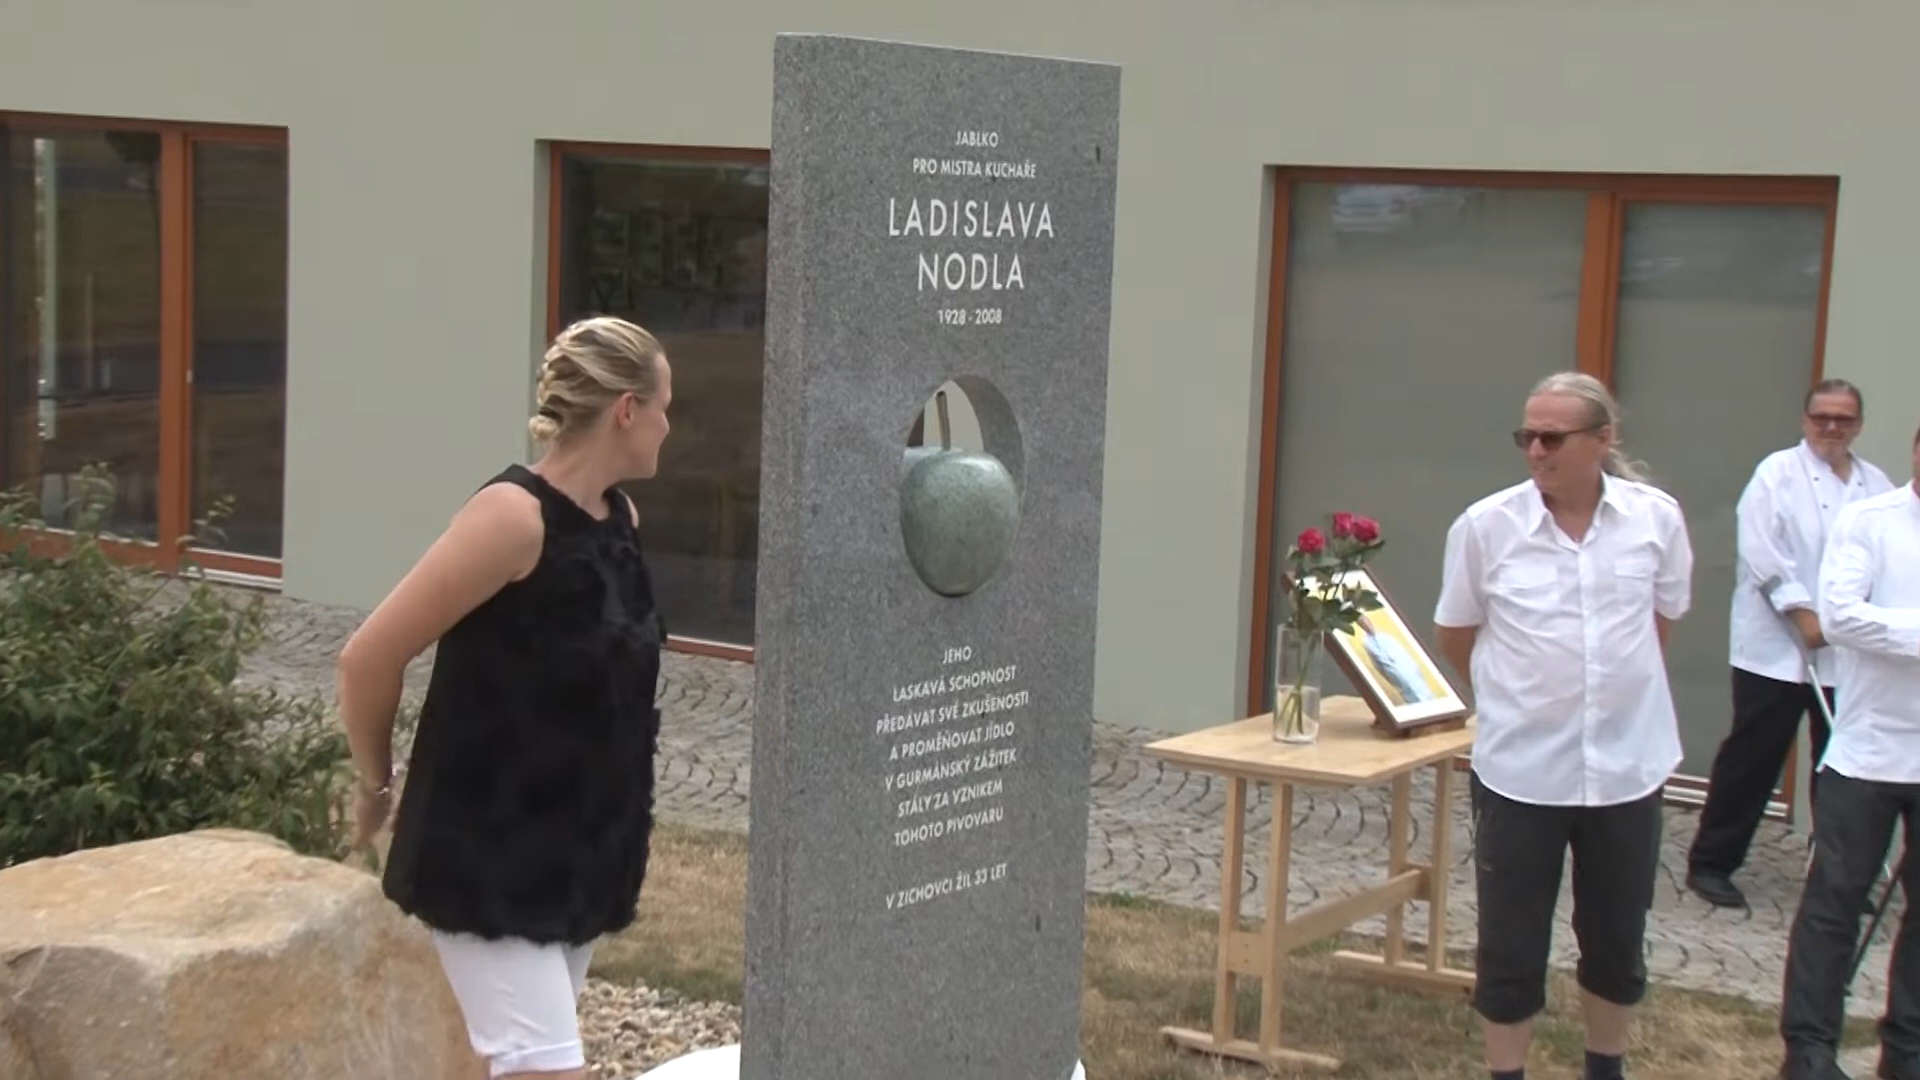 JABLKO
PRO MISTRA KUCHAŘE
LADISLAVA
NODLA
1928 - 2008
JEHO
LASKAVÁ SCHOPNOST
PŘEDÁVAT SVÉ ZKUŠENOSTI
A PROMĚŇOVAT JÍDLO
V GURMÁNSKÝ ZÁŽITEK
STÁLY ZA VZNIKEM
TOHOTO PIVOVARU
V ZICHOVCI ŽIL 33 LET